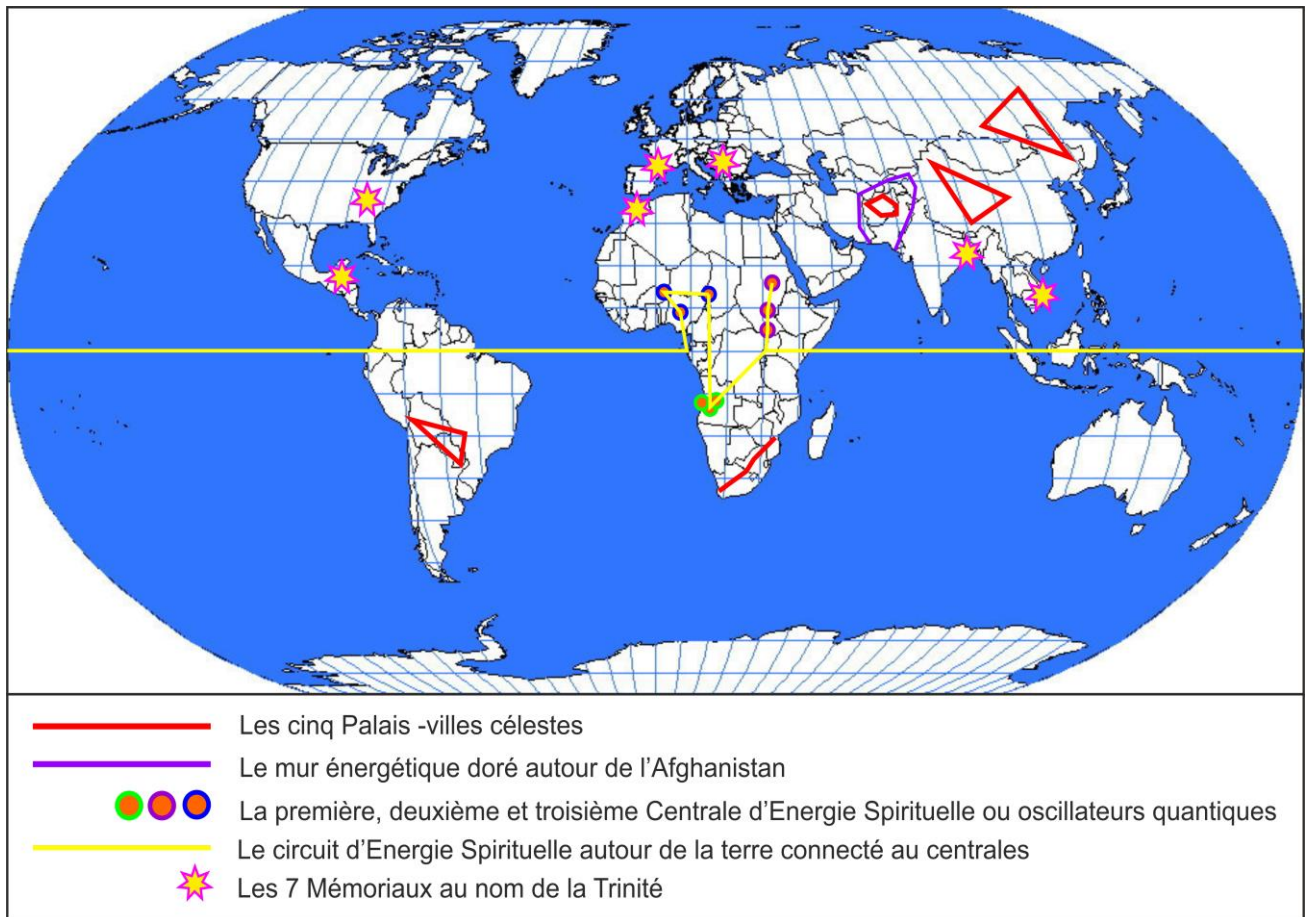 Les cinq Palais -villes célestes
Le mur énergétique doré autour de l'Afghanistan
La première, deuxième et troisième Centrale d'Energie Spirituelle ou oscillateurs quantiques
Le circuit d'Energie Spirituelle autour de la terre connecté au centrales
Les 7 Mémoriaux au nom de la Trinité